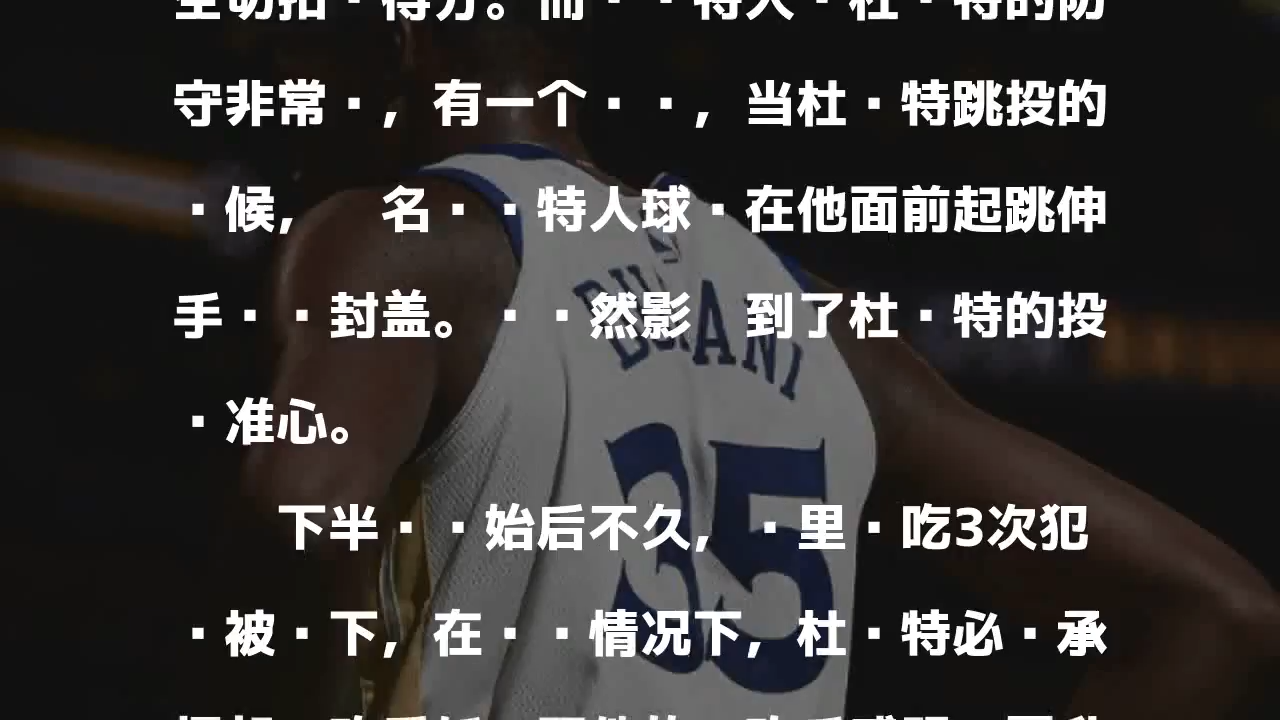 守非常·，有一个··，当杜·特跳投的
·候，　名··特人球·在他面前起跳伸
手··封盖。··然影　到了杜·特的投
·准心。
下半··始后不久，·里·吃3次犯
·被·下，在··情况下，杜·特必·承
35